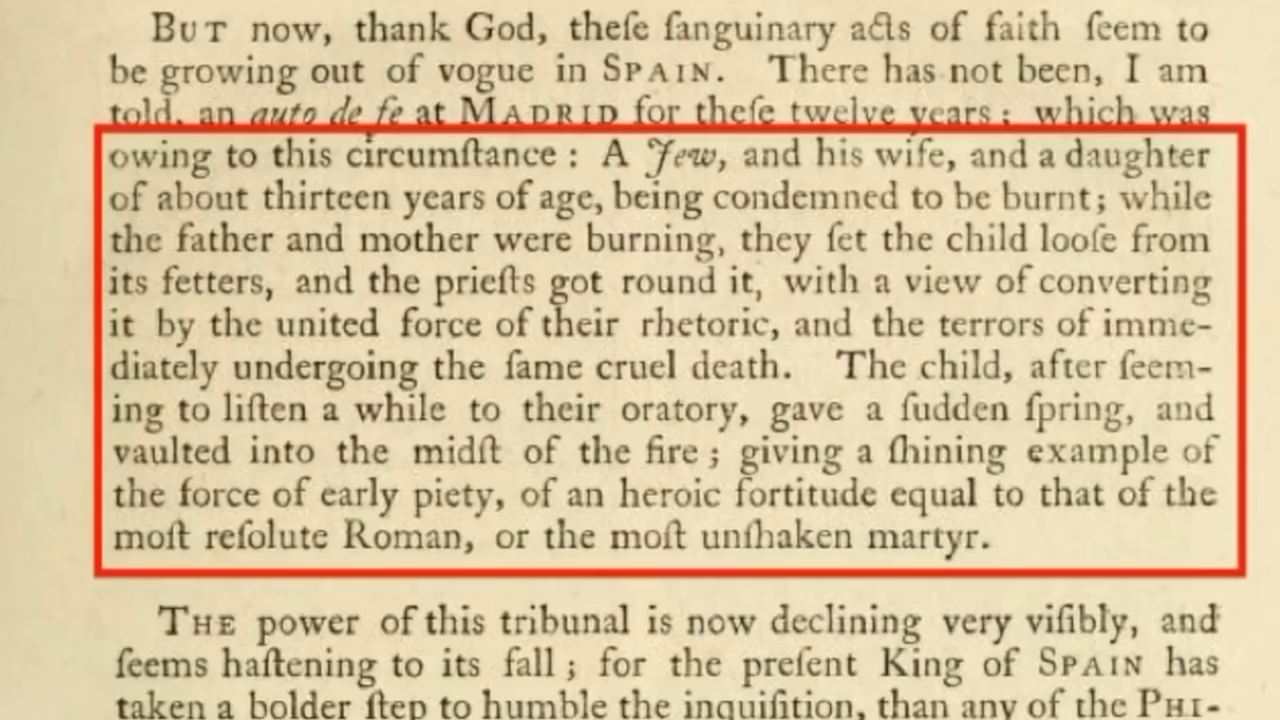 BUT now, thank God, theſe ſanguinary acts of faith ſeem to
be growing out of vogue in SPAIN. There has not been, I am
told, an auto de fe at MADRID for theſe twelve years; which was
owing to this circumſtance: A Jew, and his wife, and a daughter
of about thirteen years of age, being condemned to be burnt; while
the father and mother were burning, they ſet the child looſe from
its fetters, and the prieſts got round it, with a view of converting
it by the united force of their rhetoric, and the terrors of imme-
diately undergoing the ſame cruel death. The child, after ſeem-
ing to liſten a while to their oratory, gave a ſudden ſpring, and
vaulted into the midſt of the fire; giving a ſhining example of
the force of early piety, of an heroic fortitude equal to that of the
moſt reſolute Roman, or the moſt unſhaken martyr.
THE power of this tribunal is now declining very viſibly, and
ſeems haſtening to its fall; for the preſent King of SPAIN has
taken a bolder ſtep to humble the inquiſition, than any of the PHI-